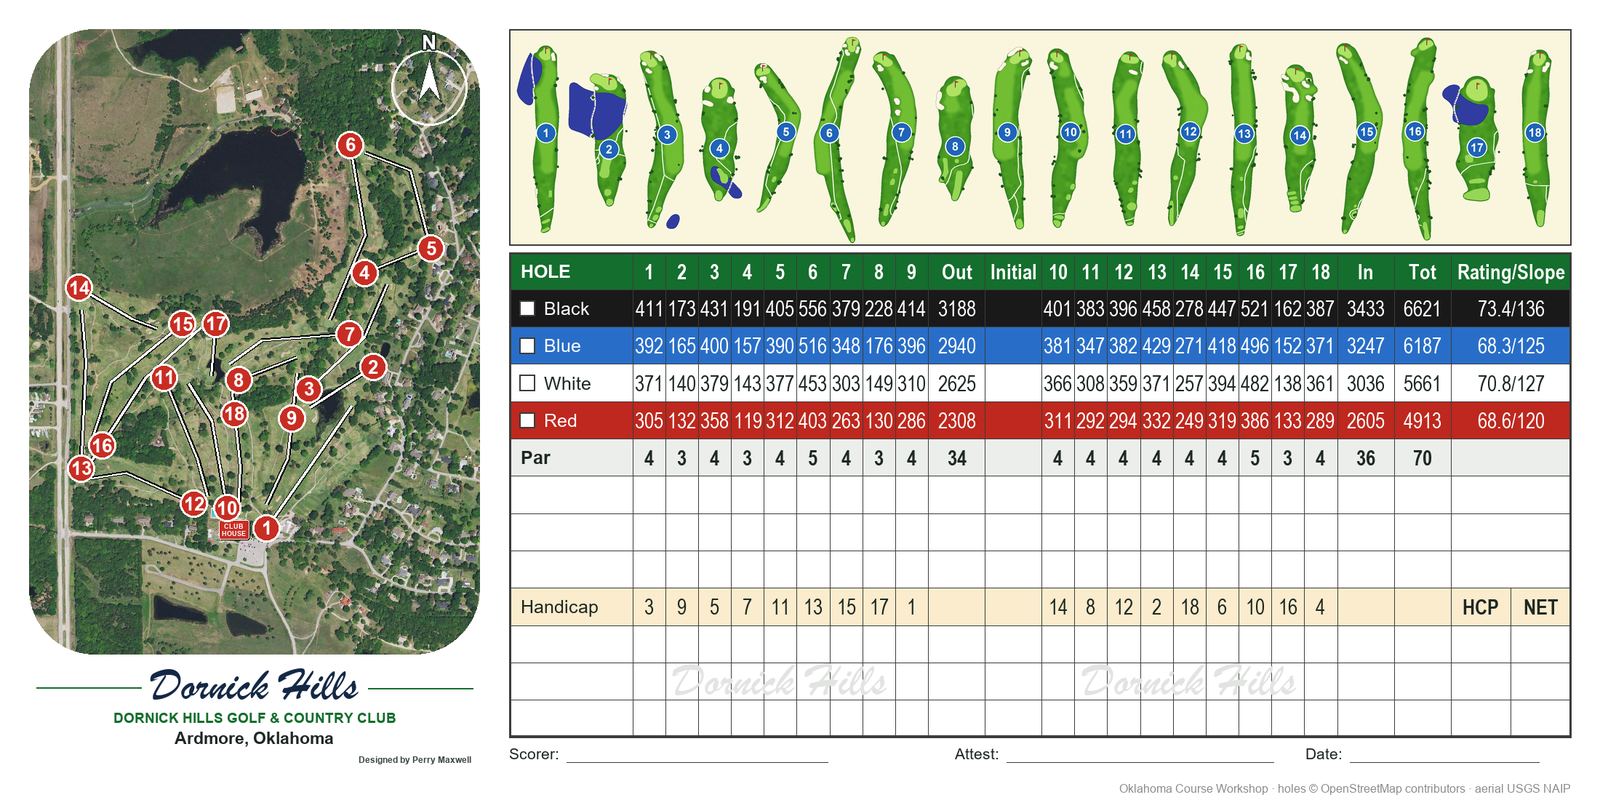 N
6
5
4
14
15
17
7
2
11
8
3
18
9
16
13
12
10
CLUB
HOUSE
1
Dornick Hills
DORNICK HILLS GOLF & COUNTRY CLUB
Ardmore, Oklahoma
Designed by Perry Maxwell
1 2 3 4 5 6 7 8 9 10 11 12 13 14 15 16 17 18
HOLE 1 2 3 4 5 6 7 8 9 Out Initial 10 11 12 13 14 15 16 17 18 In Tot Rating/Slope
Black 411 173 431 191 405 556 379 228 414 3188 401 383 396 458 278 447 521 162 387 3433 6621 73.4/136
Blue 392 165 400 157 390 516 348 176 396 2940 381 347 382 429 271 418 496 152 371 3247 6187 68.3/125
White 371 140 379 143 377 453 303 149 310 2625 366 308 359 371 257 394 482 138 361 3036 5661 70.8/127
Red 305 132 358 119 312 403 263 130 286 2308 311 292 294 332 249 319 386 133 289 2605 4913 68.6/120
Par 4 3 4 3 4 5 4 3 4 34 4 4 4 4 4 4 5 3 4 36 70
Handicap 3 9 5 7 11 13 15 17 1 14 8 12 2 18 6 10 16 4 HCP NET
Dornick Hills Dornick Hills
Scorer: Attest: Date:
Oklahoma Course Workshop · holes © OpenStreetMap contributors · aerial USGS NAIP